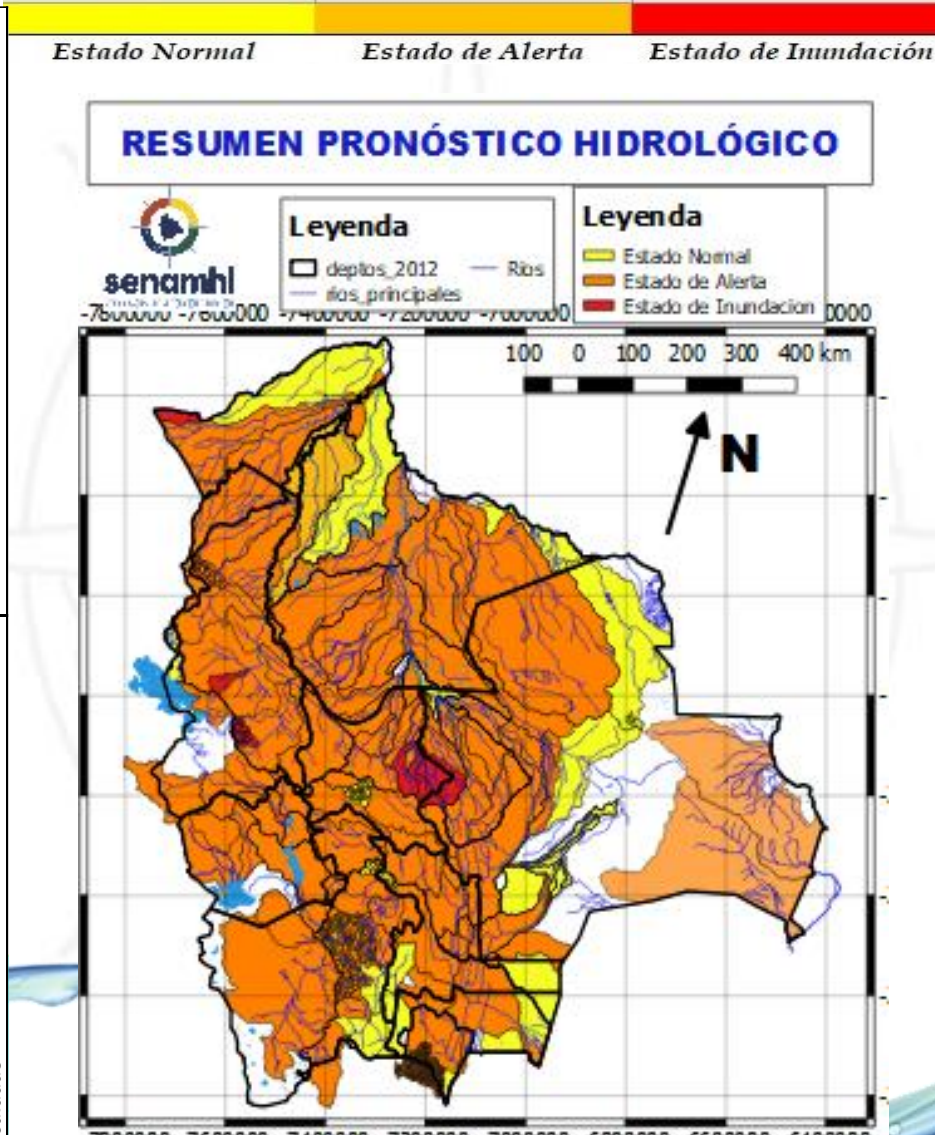 Estado Normal Estado de Alerta Estado de Inundación
RESUMEN PRONÓSTICO HIDROLÓGICO
senamhi
Leyenda
deptos_2012 Rios
rios_principales
Leyenda
Estado Normal
Estado de Alerta
Estado de Inundacion
-7800000 -7600000 -7400000 -7200000 -7000000
100 0 100 200 300 400 km
N